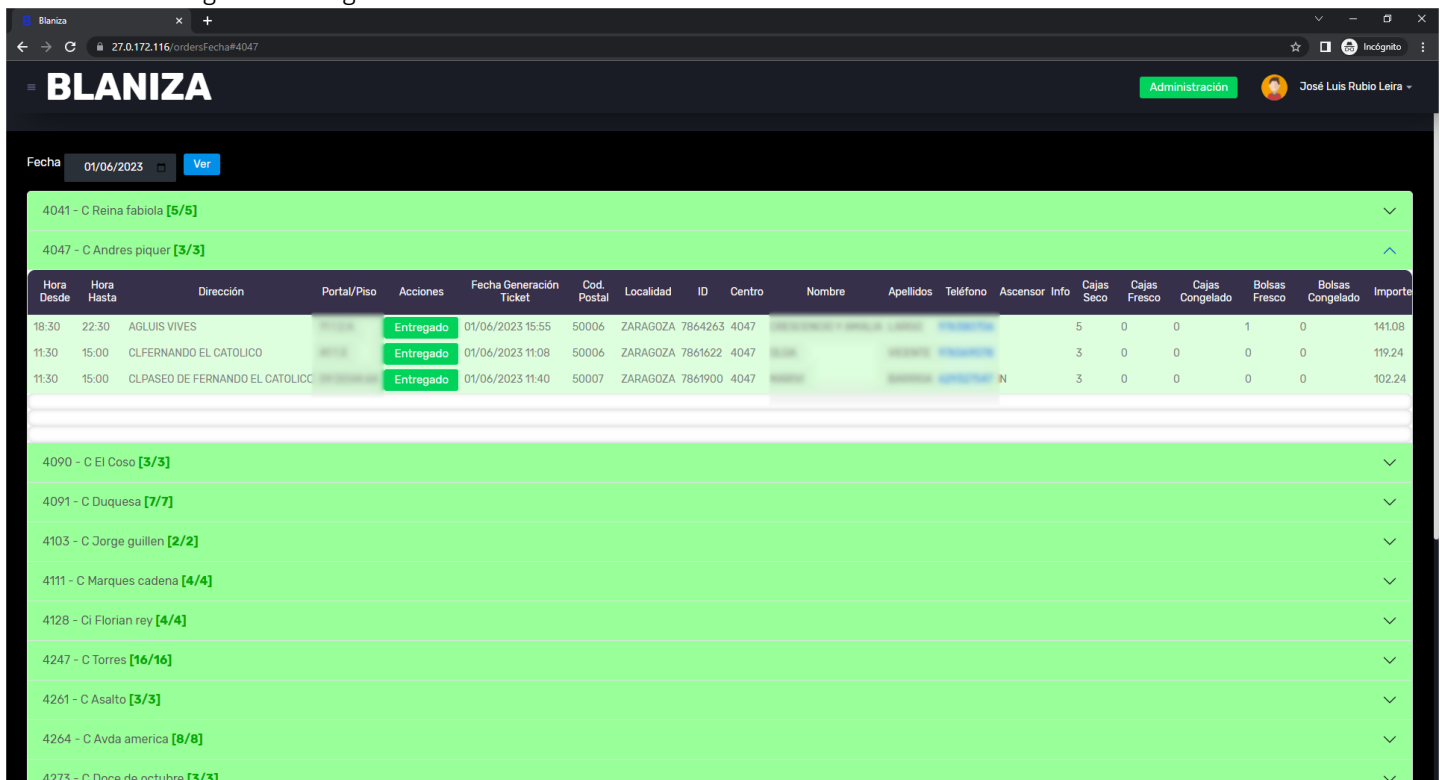 Blaniza
27.0.172.116/ordersFecha#4047
Incógnito
BLANIZA
Administración
José Luis Rubio Leira
Fecha 01/06/2023 Ver
4041 - C Reina fabiola [5/5]
4047 - C Andres piquer [3/3]
Hora Desde Hora Hasta Dirección Portal/Piso Acciones Fecha Generación Ticket Cod. Postal Localidad ID Centro Nombre Apellidos Teléfono Ascensor Info Cajas Seco Cajas Fresco Cajas Congelado Bolsas Fresco Bolsas Congelado Importe
18:30 22:30 AGLUIS VIVES Entregado 01/06/2023 15:55 50006 ZARAGOZA 7864263 4047 5 0 0 1 0 141.08
11:30 15:00 CLFERNANDO EL CATOLICO Entregado 01/06/2023 11:08 50006 ZARAGOZA 7861622 4047 3 0 0 0 0 119.24
11:30 15:00 CLPASEO DE FERNANDO EL CATOLICO Entregado 01/06/2023 11:40 50007 ZARAGOZA 7861900 4047 N 3 0 0 0 0 102.24
4090 - C El Coso [3/3]
4091 - C Duquesa [7/7]
4103 - C Jorge guillen [2/2]
4111 - C Marques cadena [4/4]
4128 - Ci Florian rey [4/4]
4247 - C Torres [16/16]
4261 - C Asalto [3/3]
4264 - C Avda america [8/8]
4273 - C Doce de octubre [3/3]